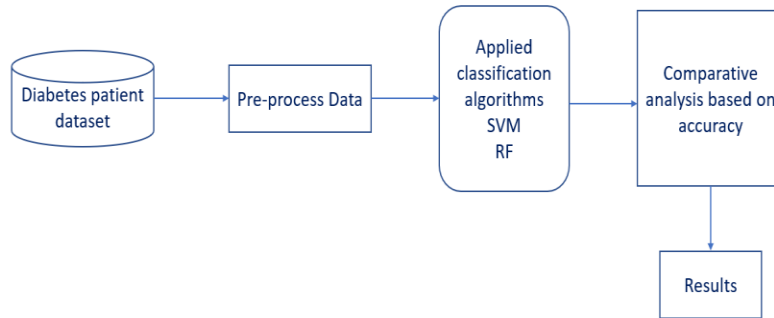 Diabetes patient
dataset
Pre-process Data
Applied
classification
algorithms
SVM
RF
Comparative
analysis based on
accuracy
Results